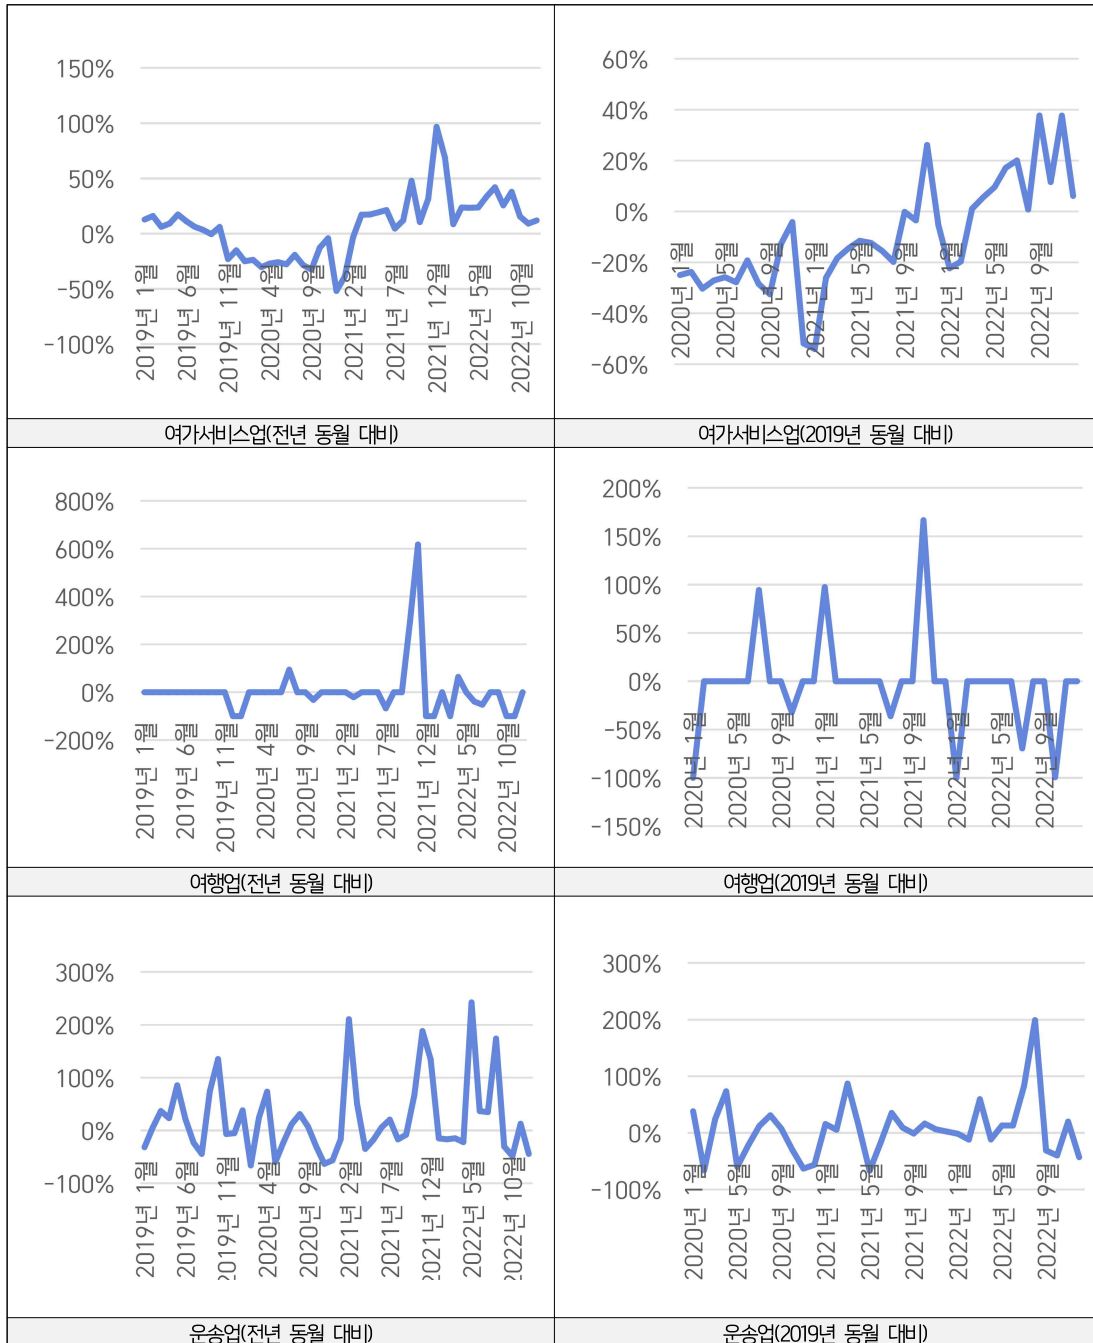 150%
100%
50%
0%
-50%
-100%
2019년 1월
2019년 6월
2019년 11월
2020년 4월
2020년 9월
2021년 2월
2021년 7월
2021년 12월
2022년 5월
2022년 10월
60%
40%
20%
0%
-20%
-40%
-60%
2020년 1월
2020년 5월
2020년 9월
2021년 1월
2021년 5월
2021년 9월
2022년 1월
2022년 5월
2022년 9월
여가서비스업(전년 동월 대비)
여가서비스업(2019년 동월 대비)
800%
600%
400%
200%
0%
-200%
2019년 1월
2019년 6월
2019년 11월
2020년 4월
2020년 9월
2021년 2월
2021년 7월
2021년 12월
2022년 5월
2022년 10월
200%
150%
100%
50%
0%
-50%
-100%
-150%
2020년 1월
2020년 5월
2020년 9월
2021년 1월
2021년 5월
2021년 9월
2022년 1월
2022년 5월
2022년 9월
여행업(전년 동월 대비)
여행업(2019년 동월 대비)
300%
200%
100%
0%
-100%
2019년 1월
2019년 6월
2019년 11월
2020년 4월
2020년 9월
2021년 2월
2021년 7월
2021년 12월
2022년 5월
2022년 10월
300%
200%
100%
0%
-100%
2020년 1월
2020년 5월
2020년 9월
2021년 1월
2021년 5월
2021년 9월
2022년 1월
2022년 5월
2022년 9월
운송업(전년 동월 대비)
운송업(2019년 동월 대비)